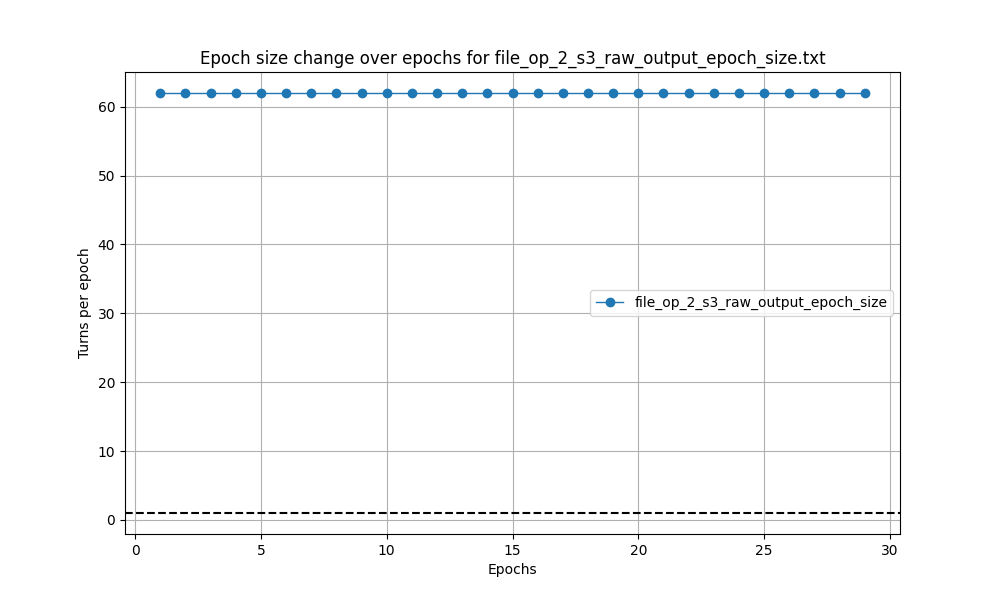 Epoch size change over epochs for file_op_2_s3_raw_output_epoch_size.txt
60
50
40
30
20
10
0
Turns per epoch
file_op_2_s3_raw_output_epoch_size
0 5 10 15 20 25 30
Epochs